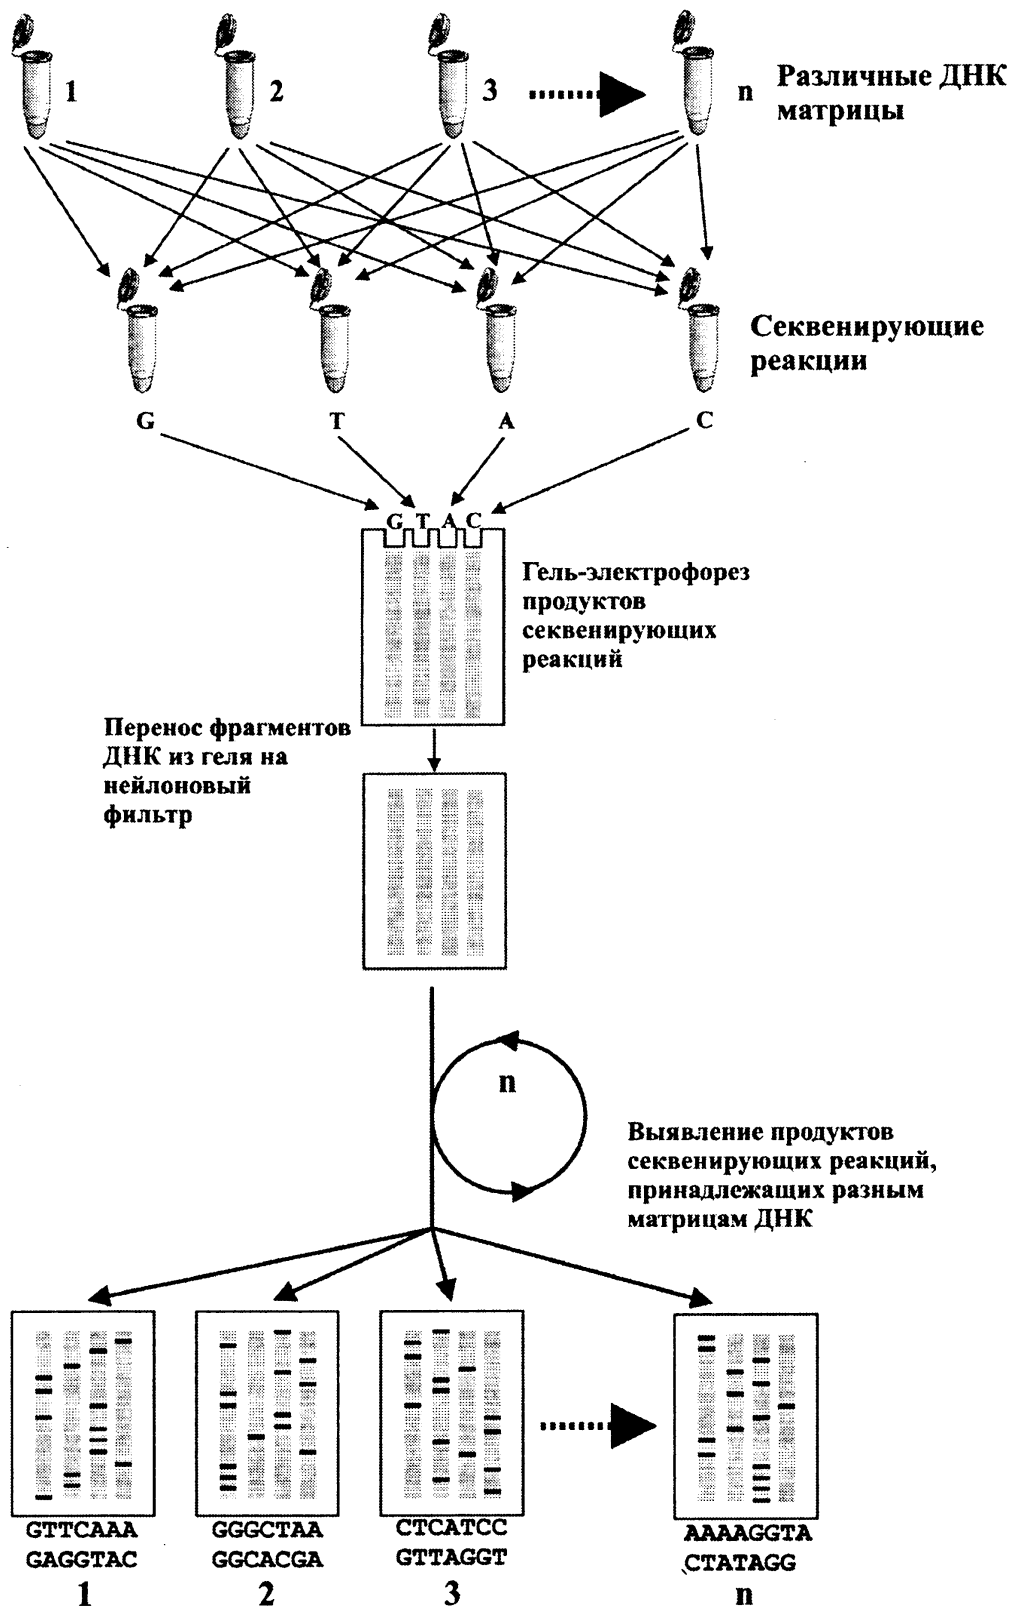 1
2
3
n
Различные ДНК
матрицы
Секвенирующие
реакции
G
T
A
C
G T A C
Гель-электрофорез
продуктов
секвенирующих
реакций
Перенос фрагментов
ДНК из геля на
нейлоновый
фильтр
n
Выявление продуктов
секвенирующих реакций,
принадлежащих разным
матрицам ДНК
GTTCAAA
GAGGTAC
1
GGGCTAA
GGCACGA
2
CTCATCC
GTTAGGT
3
AAAAGGTA
CTATAGG
n